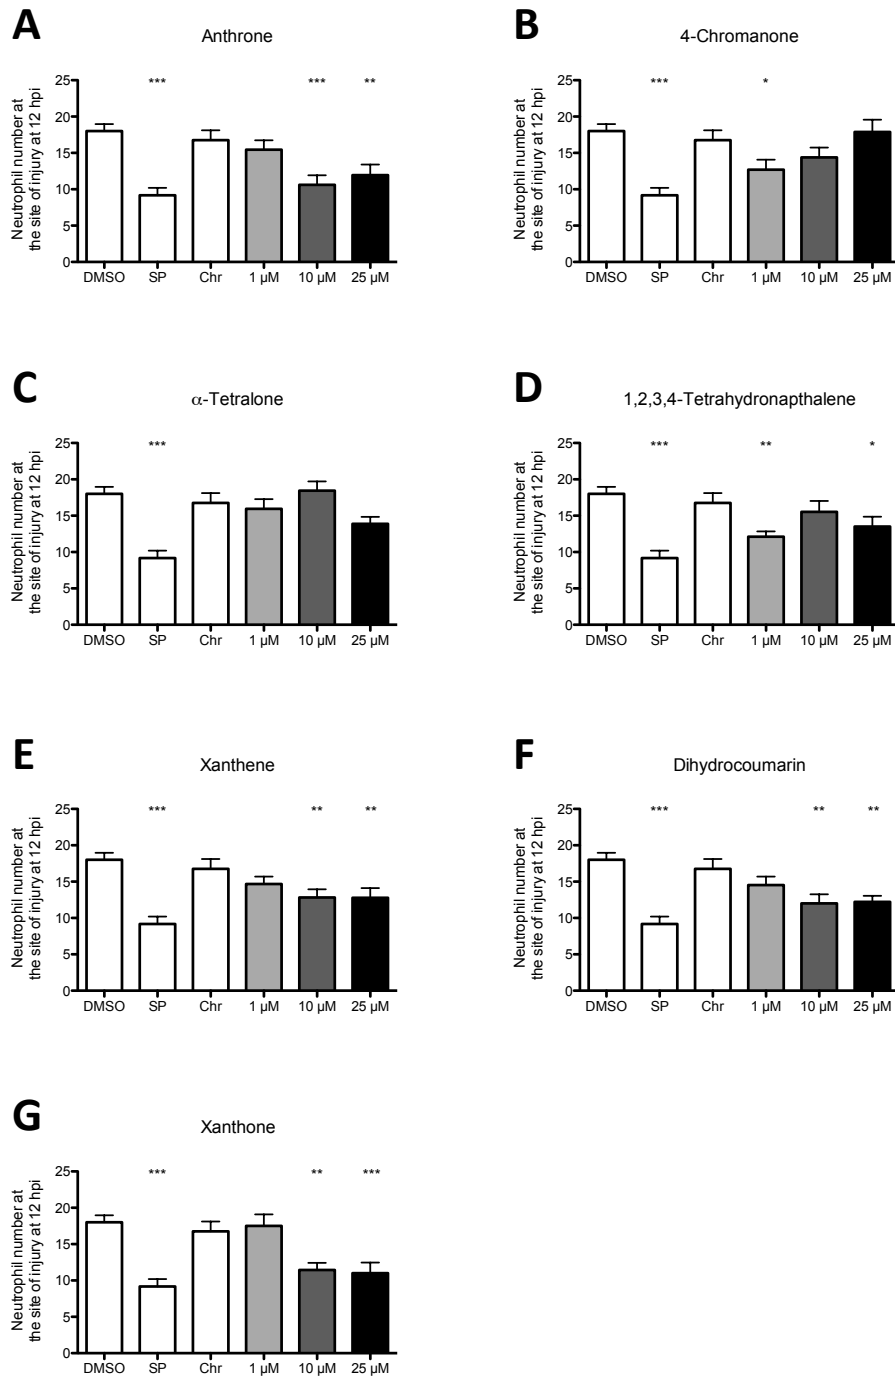 A
Anthrone
Neutrophil number at
the site of injury at 12 hpi
25
20
15
10
5
0
***
***
**
DMSO SP Chr 1 µM 10 µM 25 µM
B
4-Chromanone
Neutrophil number at
the site of injury at 12 hpi
25
20
15
10
5
0
***
*
DMSO SP Chr 1 µM 10 µM 25 µM
C
α-Tetralone
Neutrophil number at
the site of injury at 12 hpi
25
20
15
10
5
0
***
DMSO SP Chr 1 µM 10 µM 25 µM
D
1,2,3,4-Tetrahydronapthalene
Neutrophil number at
the site of injury at 12 hpi
25
20
15
10
5
0
***
**
*
DMSO SP Chr 1 µM 10 µM 25 µM
E
Xanthene
Neutrophil number at
the site of injury at 12 hpi
25
20
15
10
5
0
***
**
**
DMSO SP Chr 1 µM 10 µM 25 µM
F
Dihydrocoumarin
Neutrophil number at
the site of injury at 12 hpi
25
20
15
10
5
0
***
**
**
DMSO SP Chr 1 µM 10 µM 25 µM
G
Xanthone
Neutrophil number at
the site of injury at 12 hpi
25
20
15
10
5
0
***
**
***
DMSO SP Chr 1 µM 10 µM 25 µM